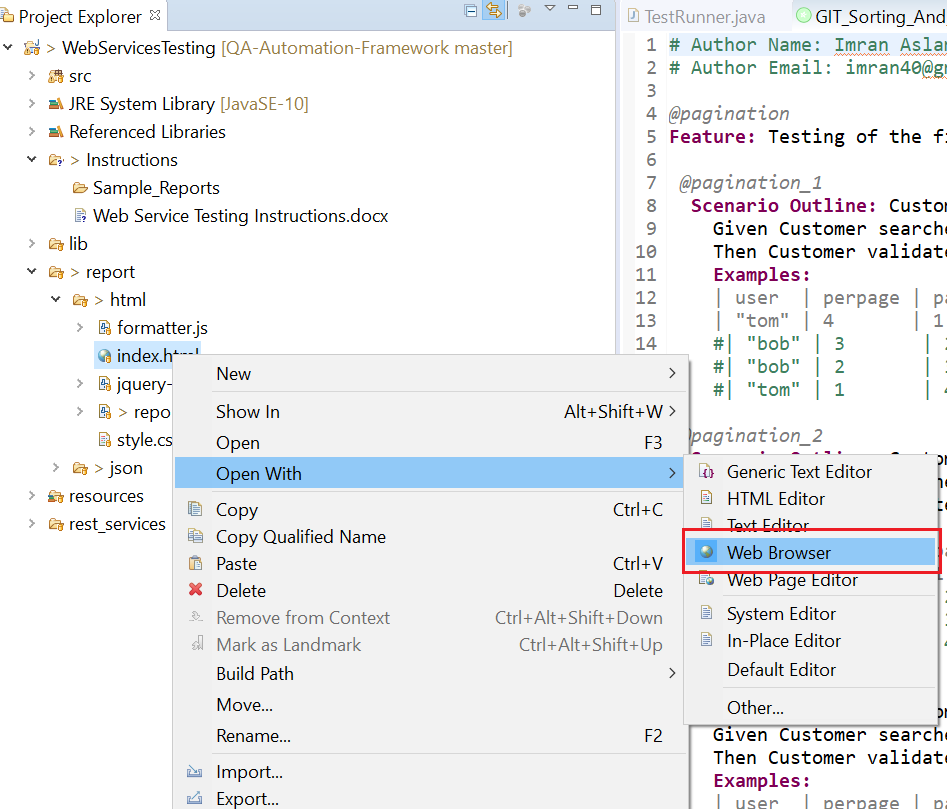 Project Explorer
> WebServicesTesting [QA-Automation-Framework master]
src
JRE System Library [JavaSE-10]
Referenced Libraries
> Instructions
Sample_Reports
Web Service Testing Instructions.docx
lib
> report
> html
formatter.js
index.html
jquery-
> repo
style.cs
> json
resources
rest_services
New
Show In Alt+Shift+W
Open F3
Open With
Copy Ctrl+C
Copy Qualified Name
Paste Ctrl+V
Delete Delete
Remove from Context Ctrl+Alt+Shift+Down
Mark as Landmark Ctrl+Alt+Shift+Up
Build Path
Move...
Rename... F2
Import...
Export...
Generic Text Editor
HTML Editor
Text Editor
Web Browser
Web Page Editor
System Editor
In-Place Editor
Default Editor
Other...
TestRunner.java GIT_Sorting_And
1 # Author Name: Imran Aslam
2 # Author Email: imran40@gm
3
4 @pagination
5 Feature: Testing of the fi
6
7 @pagination_1
8 Scenario Outline: Custo
9 Given Customer searche
10 Then Customer validate
11 Examples:
12 | user | perpage | pa
13 | "tom" | 4 | 1
14 #| "bob" | 3 |
#| "bob" | 2 |
#| "tom" | 1 |
pagination_2
Given Customer searche
Then Customer validate
Examples:
| user | perpage | pa